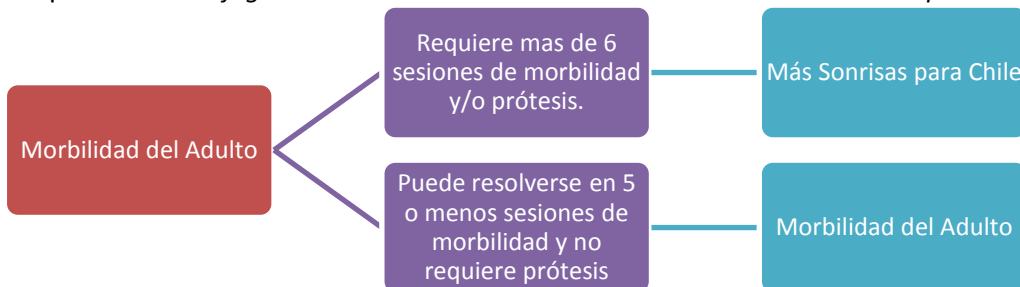 Requiere mas de 6
sesiones de morbilidad
y/o prótesis.
Más Sonrisas para Chile
Morbilidad del Adulto
Puede resolverse en 5
o menos sesiones de
morbilidad y no
requiere prótesis
Morbilidad del Adulto